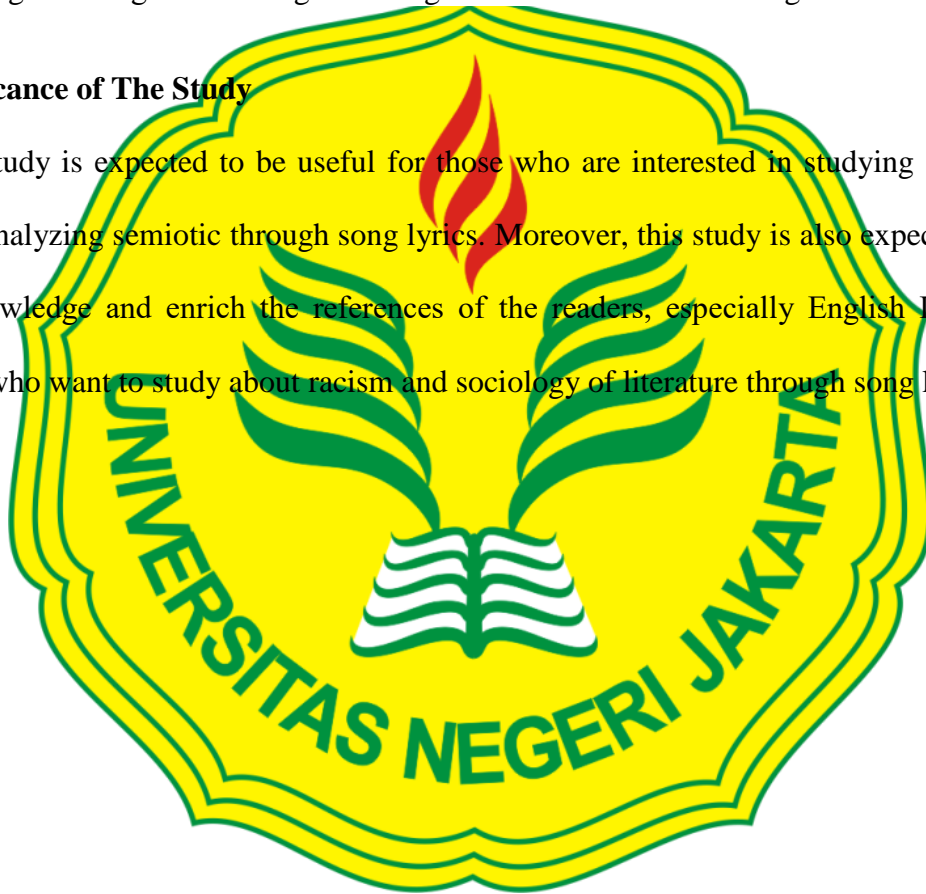 cance of The Study
tudy is expected to be useful for those who are interested in studying
nalyzing semiotic through song lyrics. Moreover, this study is also expec
wledge and enrich the references of the readers, especially English
who want to study about racism and sociology of literature through song
UNIVERSITAS NEGERI JAKARTA